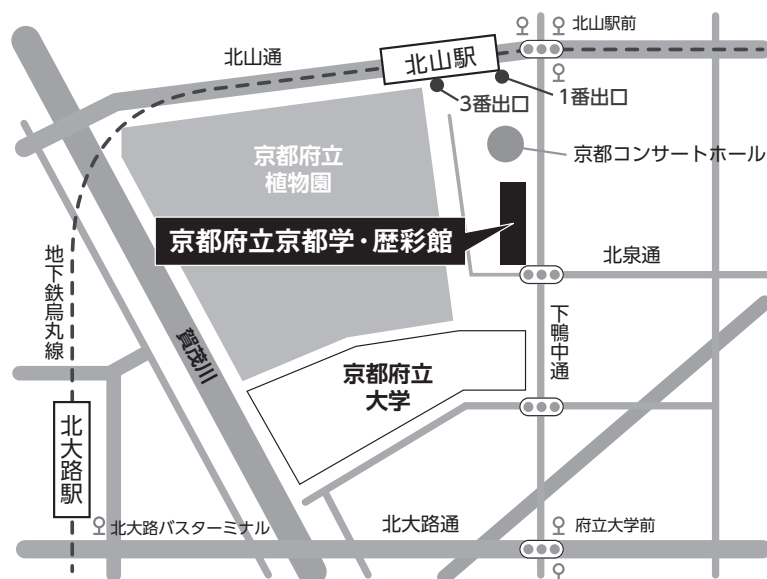 北山駅前
北山通
北山駅
3番出口
1番出口
京都府立
植物園
京都コンサートホール
京都府立京都学・歴彩館
北泉通
地下鉄烏丸線
賀茂川
下鴨中通
京都府立
大学
北大路駅
北大路バスターミナル
北大路通
府立大学前